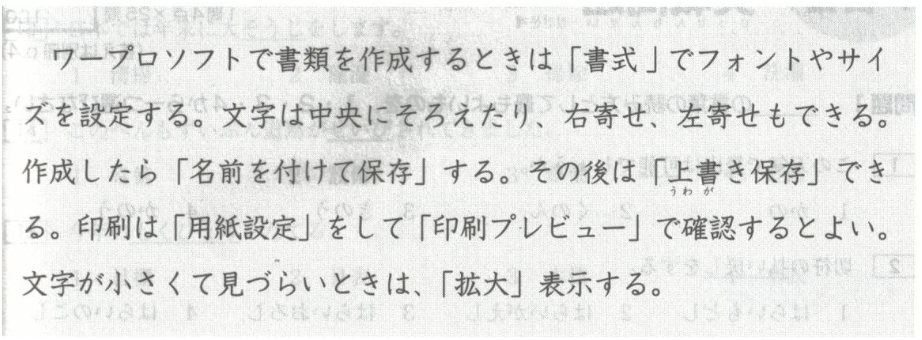 ワープロソフトで書類を作成するときは「書式」でフォントやサイ
ズを設定する。文字は中央にそろえたり、右寄せ、左寄せもできる。
作成したら「名前を付けて保存」する。その後は「上書き保存」でき
うわが
る。印刷は「用紙設定」をして「印刷プレビュー」で確認するとよい。
文字が小さくて見づらいときは、「拡大」表示する。